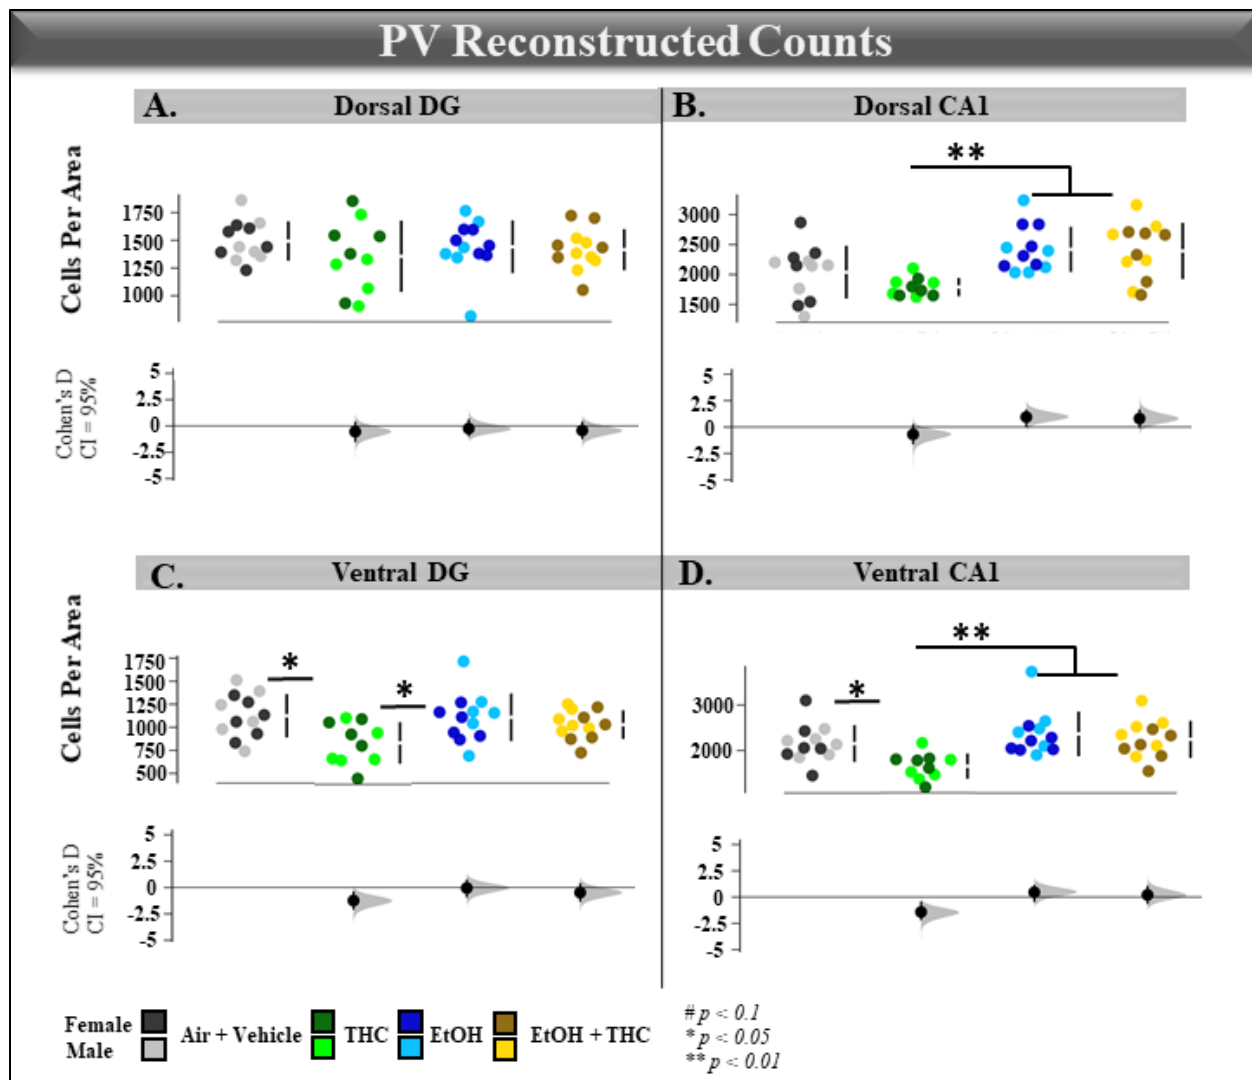 PV Reconstructed Counts
A. Dorsal DG
Cells Per Area
1750
1500
1250
1000
Cohen's D
CI = 95%
5
2.5
0
-2.5
-5
B. Dorsal CA1
**
3000
2500
2000
1500
5
2.5
0
-2.5
-5
C. Ventral DG
Cells Per Area
* *
1750
1500
1250
1000
750
500
Cohen's D
CI = 95%
5
2.5
0
-2.5
-5
D. Ventral CA1
**
*
3000
2000
5
2.5
0
-2.5
-5
Female
Male
Air + Vehicle
THC
EtOH
EtOH + THC
# p < 0.1
* p < 0.05
** p < 0.01